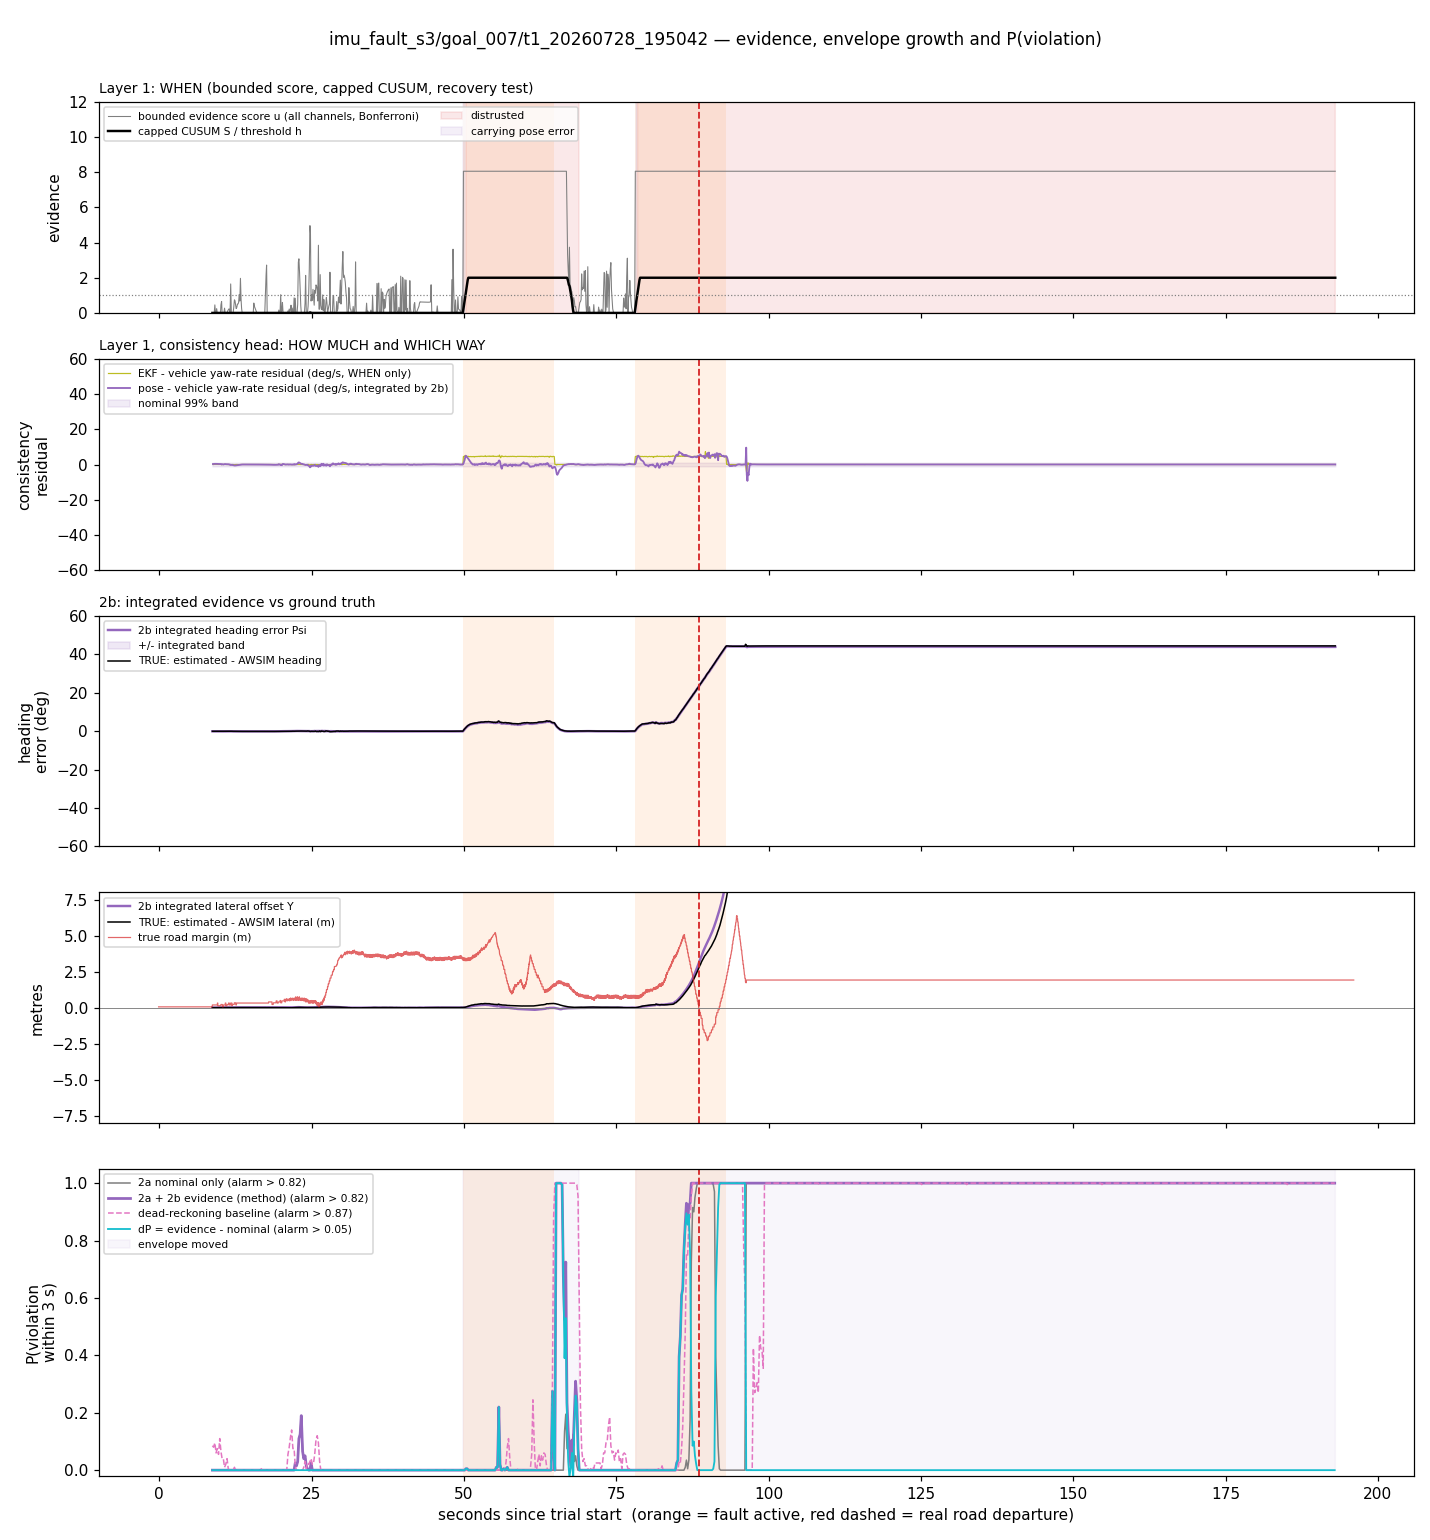 imu_fault_s3/goal_007/t1_20260728_195042 — evidence, envelope growth and P(violation)
Layer 1: WHEN (bounded score, capped CUSUM, recovery test)
bounded evidence score u (all channels, Bonferroni)
capped CUSUM S / threshold h
distrusted
carrying pose error
evidence
12
10
8
6
4
2
0
Layer 1, consistency head: HOW MUCH and WHICH WAY
EKF - vehicle yaw-rate residual (deg/s, WHEN only)
pose - vehicle yaw-rate residual (deg/s, integrated by 2b)
nominal 99% band
consistency
residual
60
40
20
0
−20
−40
−60
2b: integrated evidence vs ground truth
2b integrated heading error Psi
+/- integrated band
TRUE: estimated - AWSIM heading
heading
error (deg)
60
40
20
0
−20
−40
−60
2b integrated lateral offset Y
TRUE: estimated - AWSIM lateral (m)
true road margin (m)
metres
7.5
5.0
2.5
0.0
−2.5
−5.0
−7.5
2a nominal only (alarm > 0.82)
2a + 2b evidence (method) (alarm > 0.82)
dead-reckoning baseline (alarm > 0.87)
dP = evidence - nominal (alarm > 0.05)
envelope moved
P(violation
within 3 s)
1.0
0.8
0.6
0.4
0.2
0.0
0 25 50 75 100 125 150 175 200
seconds since trial start  (orange = fault active, red dashed = real road departure)